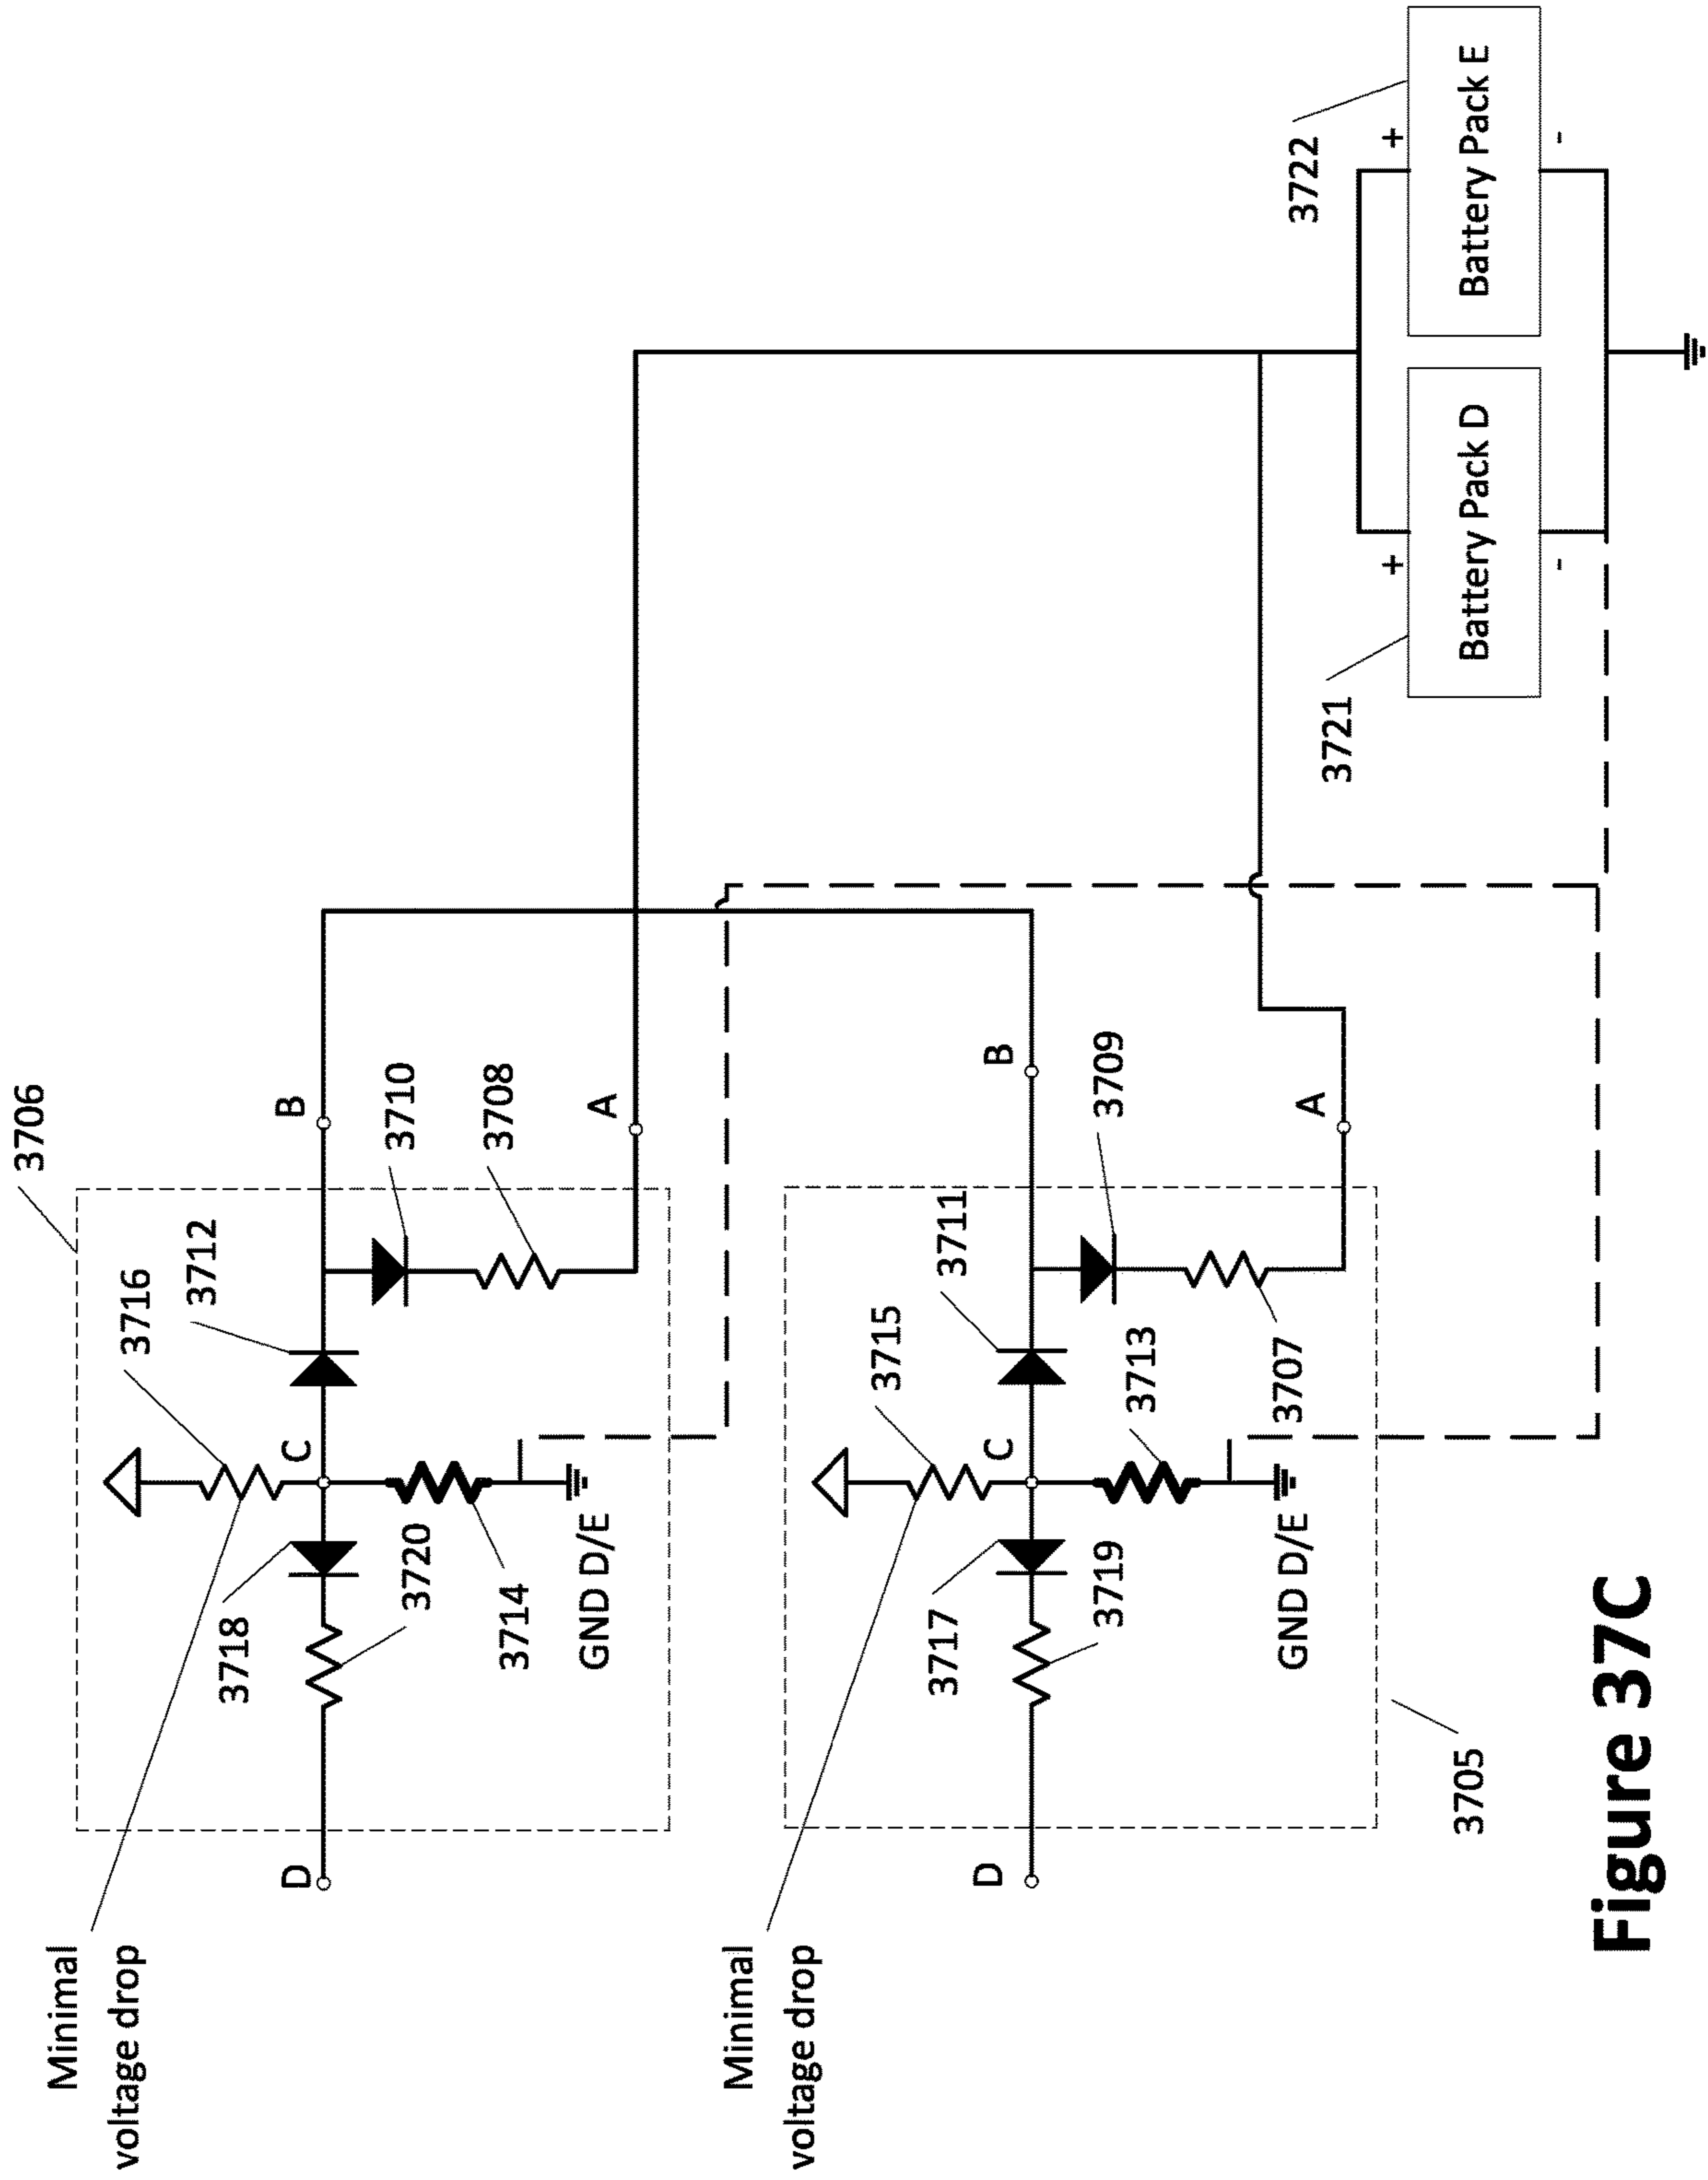 Minimal
voltage drop
D
3718
3720
3714
GND D/E
C
3716
3712
3706
B
3710
3708
A
Minimal
voltage drop
D
3717
3719
GND D/E
C
3715
3713
3711
3707
B
3709
A
3705
3721
3722
+
+
Battery Pack D
Battery Pack E
-
-
Figure 37C